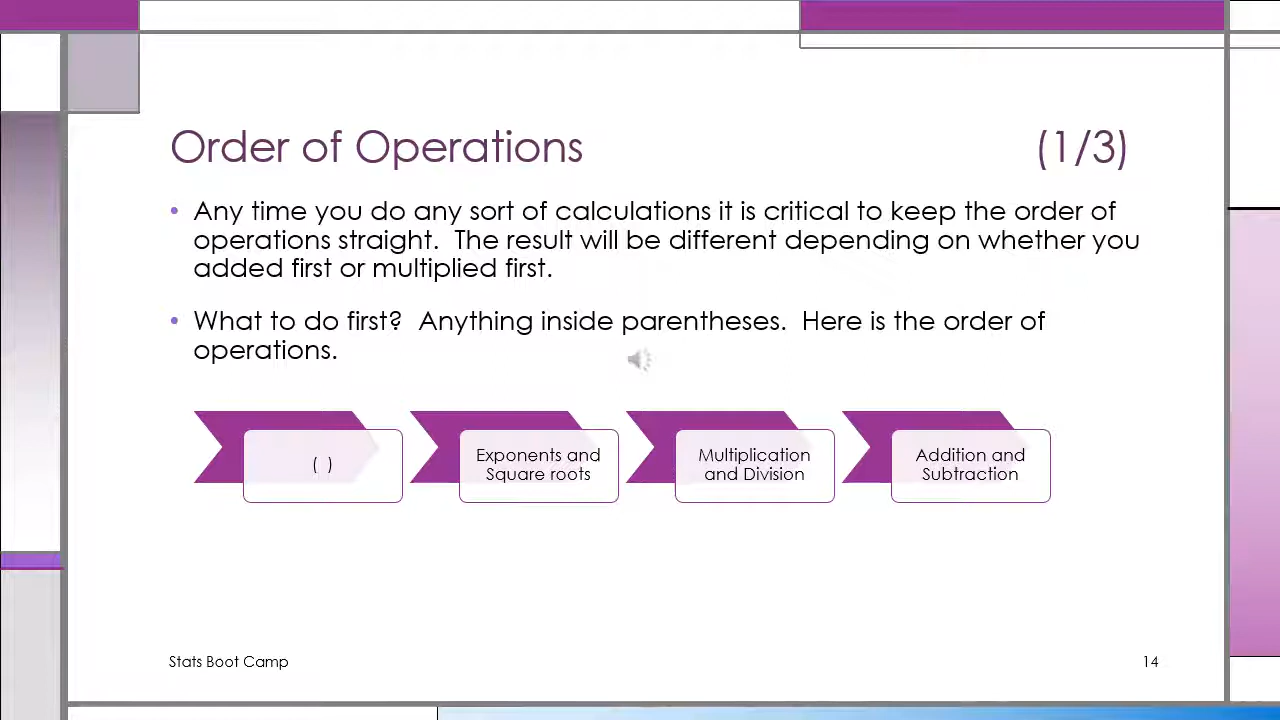 Order of Operations (1/3)
• Any time you do any sort of calculations it is critical to keep the order of
operations straight.  The result will be different depending on whether you
added first or multiplied first.
• What to do first?  Anything inside parentheses.  Here is the order of
operations.
( )
Exponents and
Square roots
Multiplication
and Division
Addition and
Subtraction
Stats Boot Camp
14